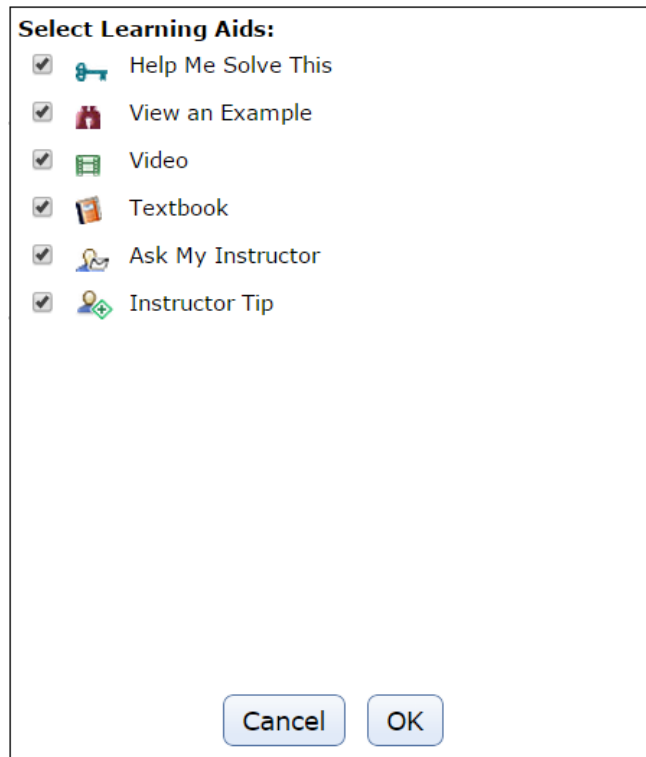 Select Learning Aids:
Help Me Solve This
View an Example
Video
Textbook
Ask My Instructor
Instructor Tip
Cancel OK